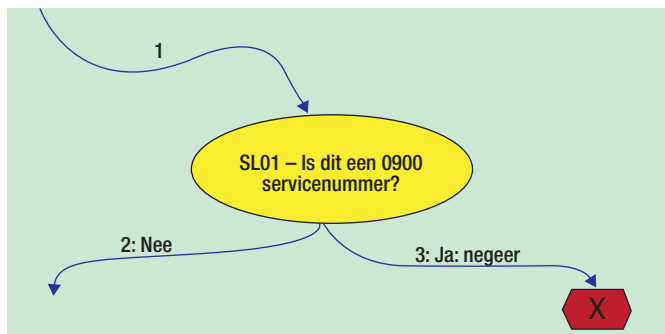 1
SL01 – Is dit een 0900
servicenummer?
2: Nee
3: Ja: negeer
X